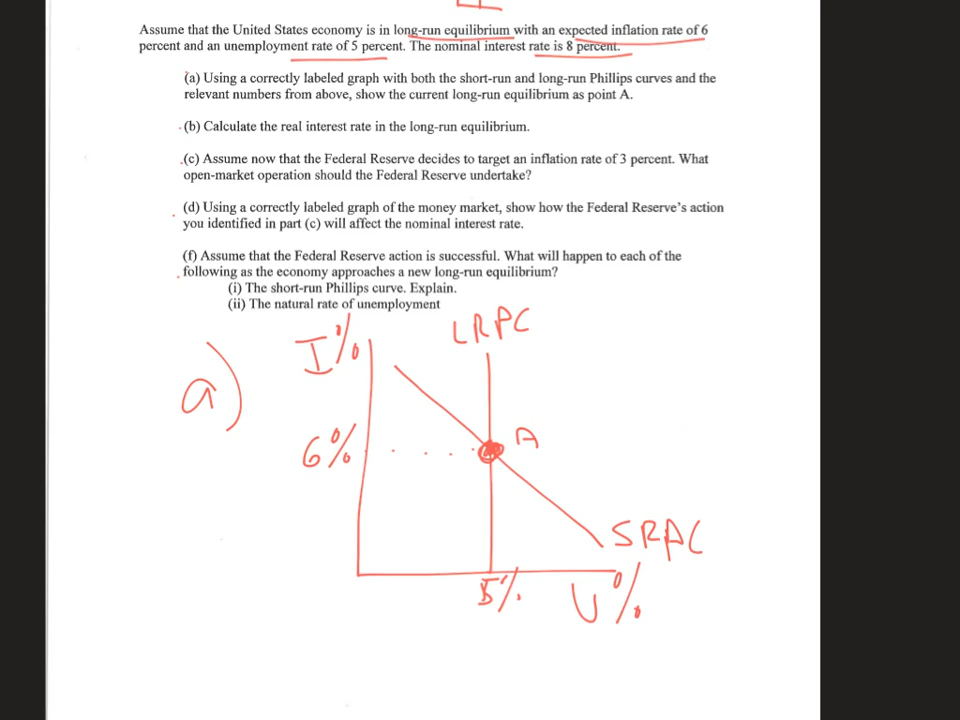 Assume that the United States economy is in long-run equilibrium with an expected inflation rate of 6
percent and an unemployment rate of 5 percent. The nominal interest rate is 8 percent.
(a) Using a correctly labeled graph with both the short-run and long-run Phillips curves and the
relevant numbers from above, show the current long-run equilibrium as point A.
(b) Calculate the real interest rate in the long-run equilibrium.
(c) Assume now that the Federal Reserve decides to target an inflation rate of 3 percent. What
open-market operation should the Federal Reserve undertake?
(d) Using a correctly labeled graph of the money market, show how the Federal Reserve's action
you identified in part (c) will affect the nominal interest rate.
(f) Assume that the Federal Reserve action is successful. What will happen to each of the
following as the economy approaches a new long-run equilibrium?
(i) The short-run Phillips curve. Explain.
(ii) The natural rate of unemployment
a)
I%
LRPC
6%
A
SRAC
5%
U%